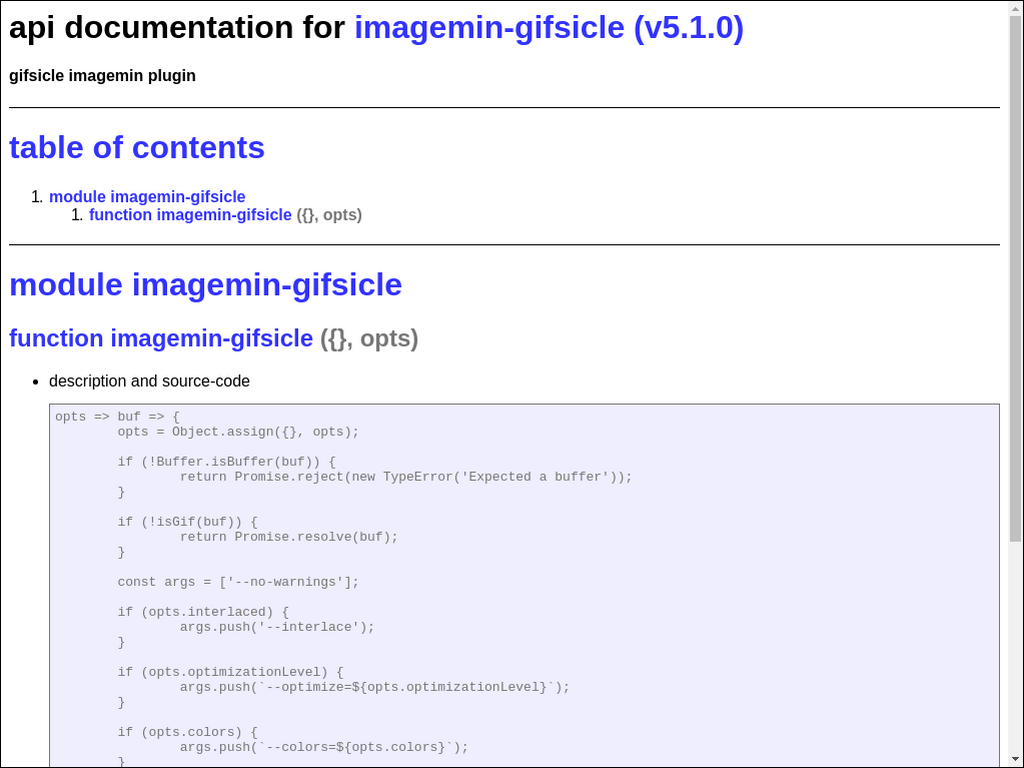 api documentation for imagemin-gifsicle (v5.1.0)
gifsicle imagemin plugin
table of contents
1. module imagemin-gifsicle
1. function imagemin-gifsicle ({}, opts)
module imagemin-gifsicle
function imagemin-gifsicle ({}, opts)
• description and source-code
opts => buf => {
        opts = Object.assign({}, opts);
        if (!Buffer.isBuffer(buf)) {
                return Promise.reject(new TypeError('Expected a buffer'));
        }
        if (!isGif(buf)) {
                return Promise.resolve(buf);
        }
        const args = ['--no-warnings'];
        if (opts.interlaced) {
                args.push('--interlace');
        }
        if (opts.optimizationLevel) {
                args.push(`--optimize=${opts.optimizationLevel}`);
        }
        if (opts.colors) {
                args.push(`--colors=${opts.colors}`);
        }